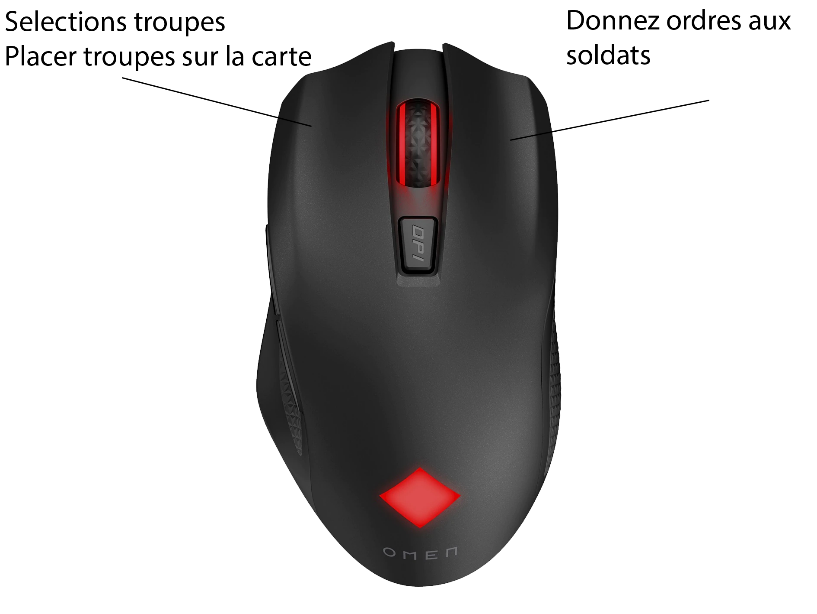 Selections troupes
Placer troupes sur la carte
Donnez ordres aux
soldats
DPI
OMEN